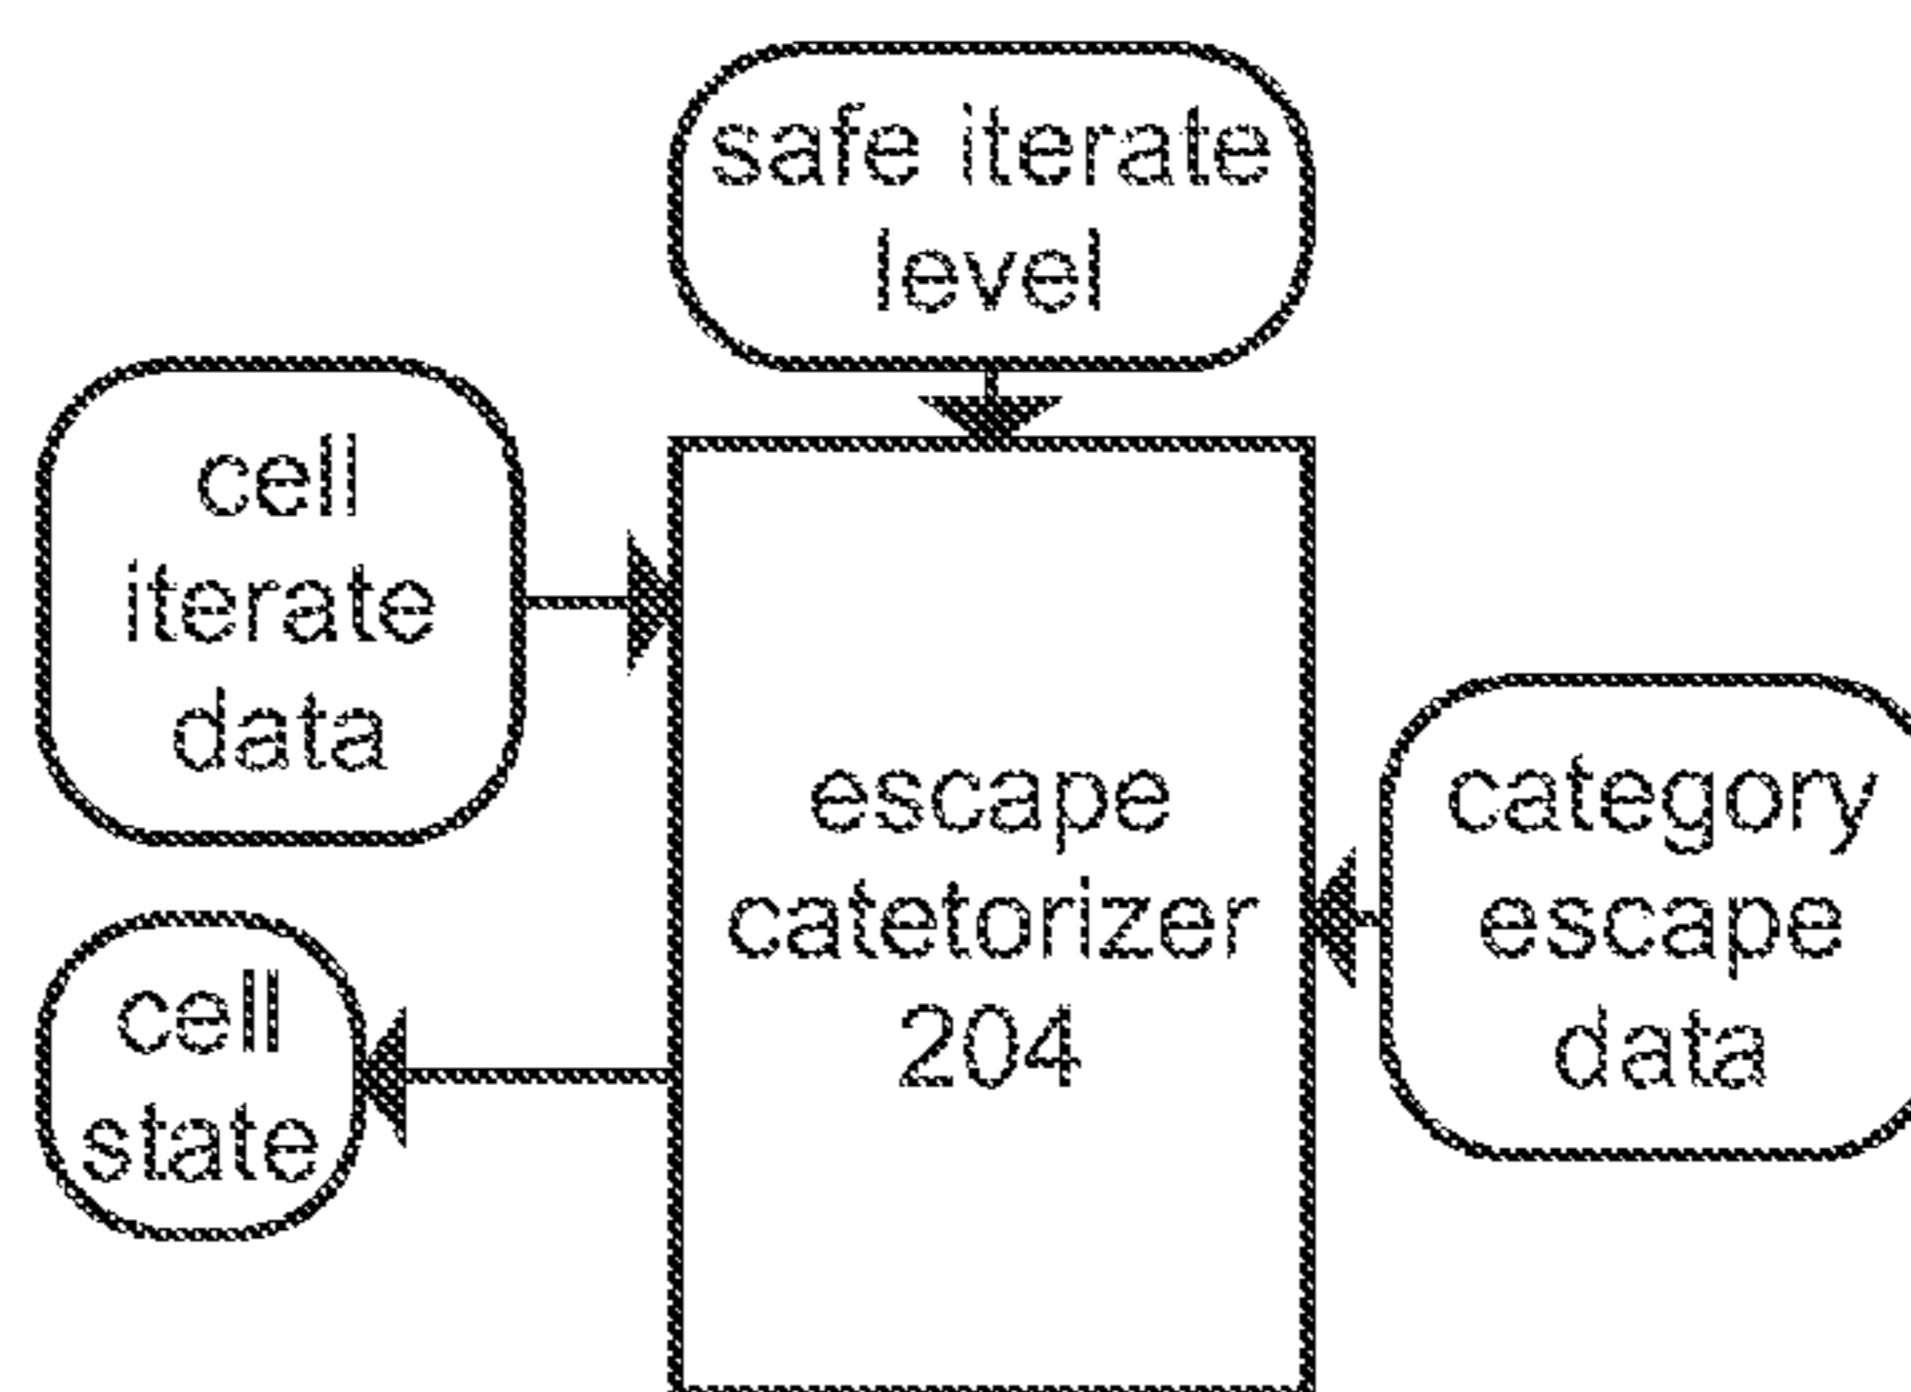 safe iterate
level
cell
iterate
data
escape
catetorizer
204
category
escape
data
cell
state